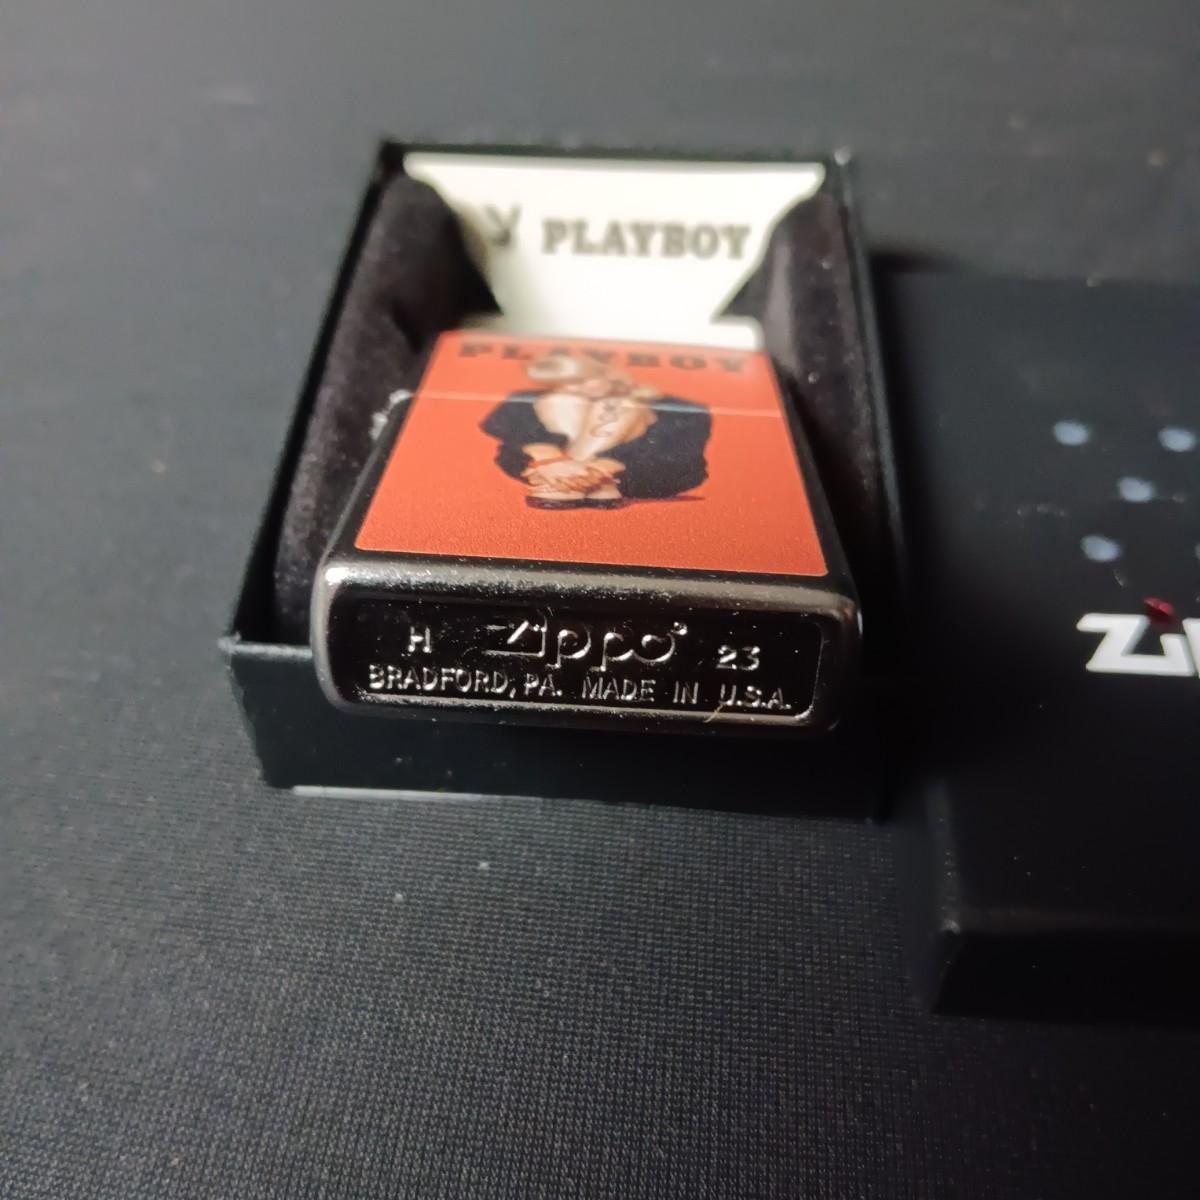 PLAYBOY
PLAYBOY
H Zippo 23
BRADFORD, PA. MADE IN U.S.A.